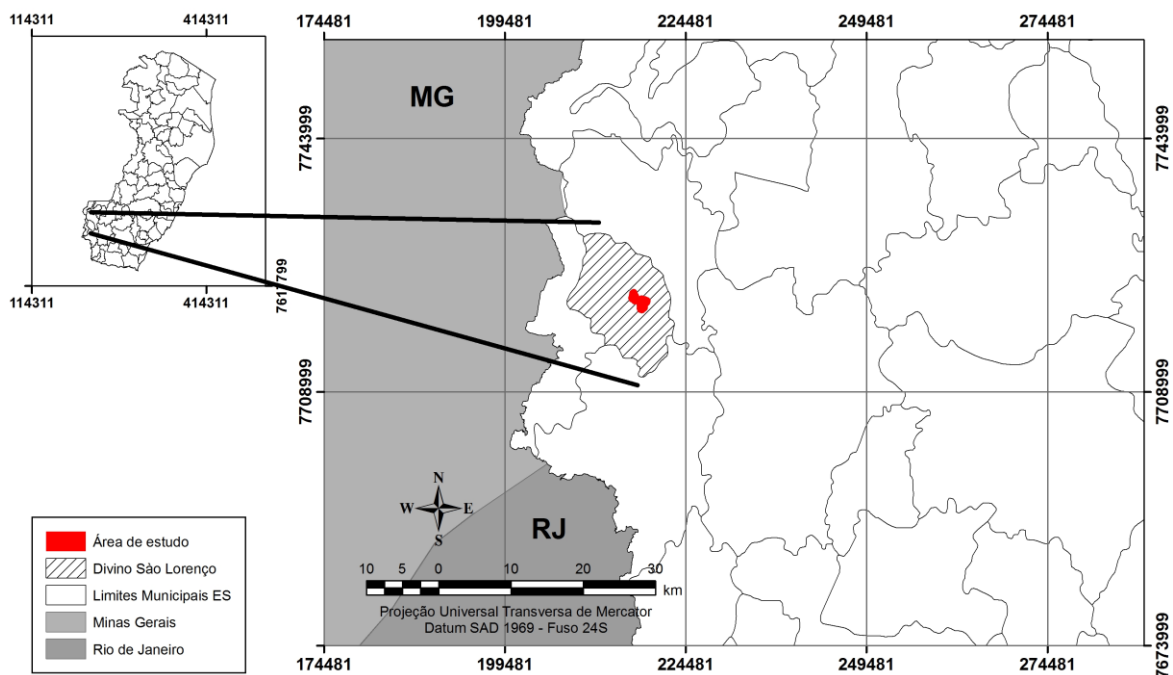 114311 414311
114311 414311
7617799
174481 199481 224481 249481 274481
7743999 7743999
7708999 7708999
7673999
174481 199481 224481 249481 274481
MG
RJ
N
W E
S
10 5 0 10 20 30
km
Projeção Universal Transversa de Mercator
Datum SAD 1969 - Fuso 24S
Área de estudo
Divino Sào Lorenço
Limites Municipais ES
Minas Gerais
Rio de Janeiro